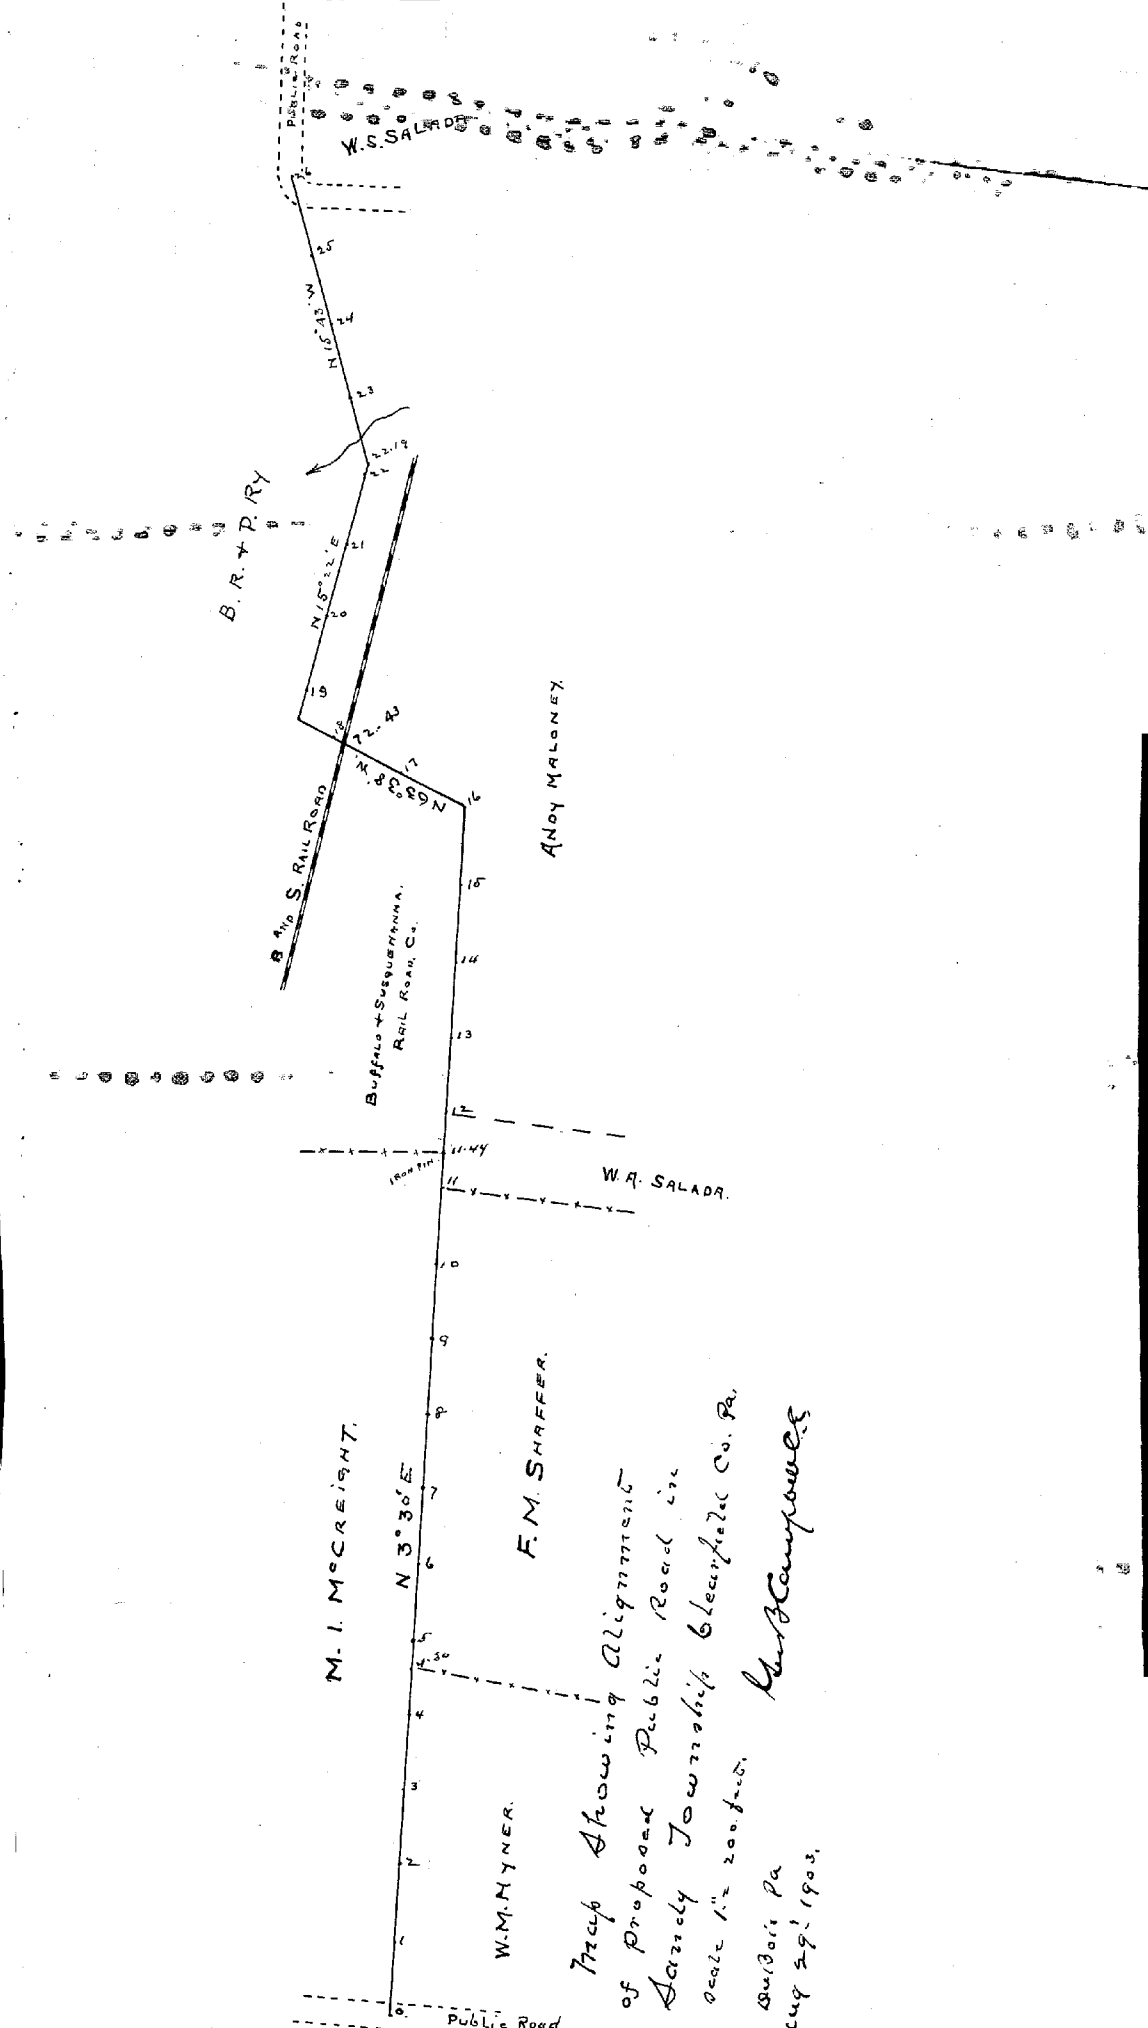 PUBLIC ROAD
W.S. SALADA
25
N 15° 43' W
24
23
22.19
22
B. R. + P. RY
21
N 15° 22' E
20
19
18
72-43
17
N 63° 38' W.
16
ANDY MALONEY.
B AND S. RAIL ROAD
15
BUFFALO + SUSQUEHANNA.
RAIL ROAD. Co.
14
13
12
11.44
IRON PIN
W. A. SALADA.
11
10
9
F. M. SHAFFER.
8
M. I. McCREIGHT.
N 3° 30' E
7
6
5
4.50
4
3
W.M. HYNER.
2
1
0
Public Road
Map Showing Alignment
of Proposed Public Road in
Sandy Township Clearfield Co. Pa.
Scale 1"= 200 feet.
DuBois Pa
Aug 29" 1903.